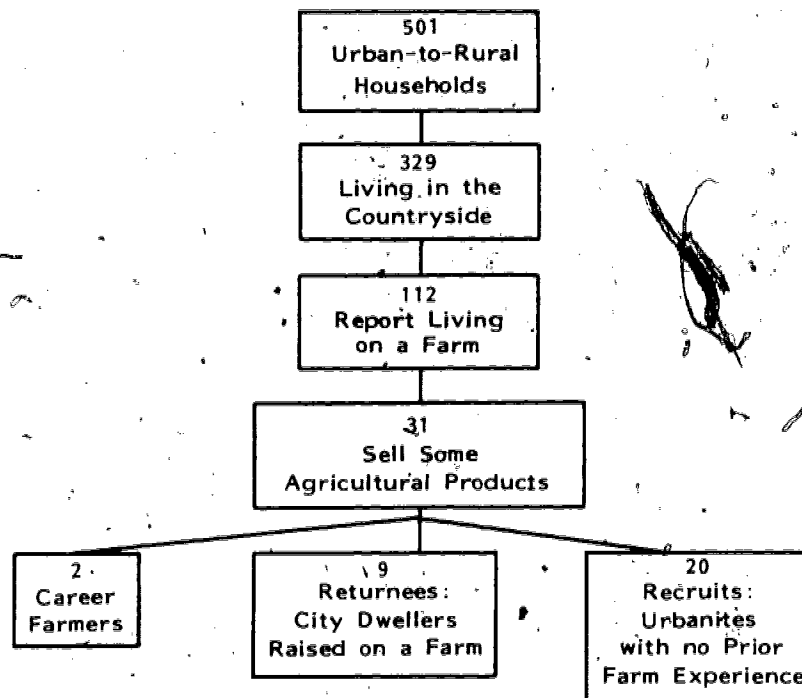 501
Urban-to-Rural
Households
329
Living in the
Countryside
112
Report Living
on a Farm
31
Sell Some
Agricultural Products
2
Career
Farmers
9
Returnees:
City Dwellers
Raised on a Farm
20
Recruits:
Urbanites
with no Prior
Farm Experience